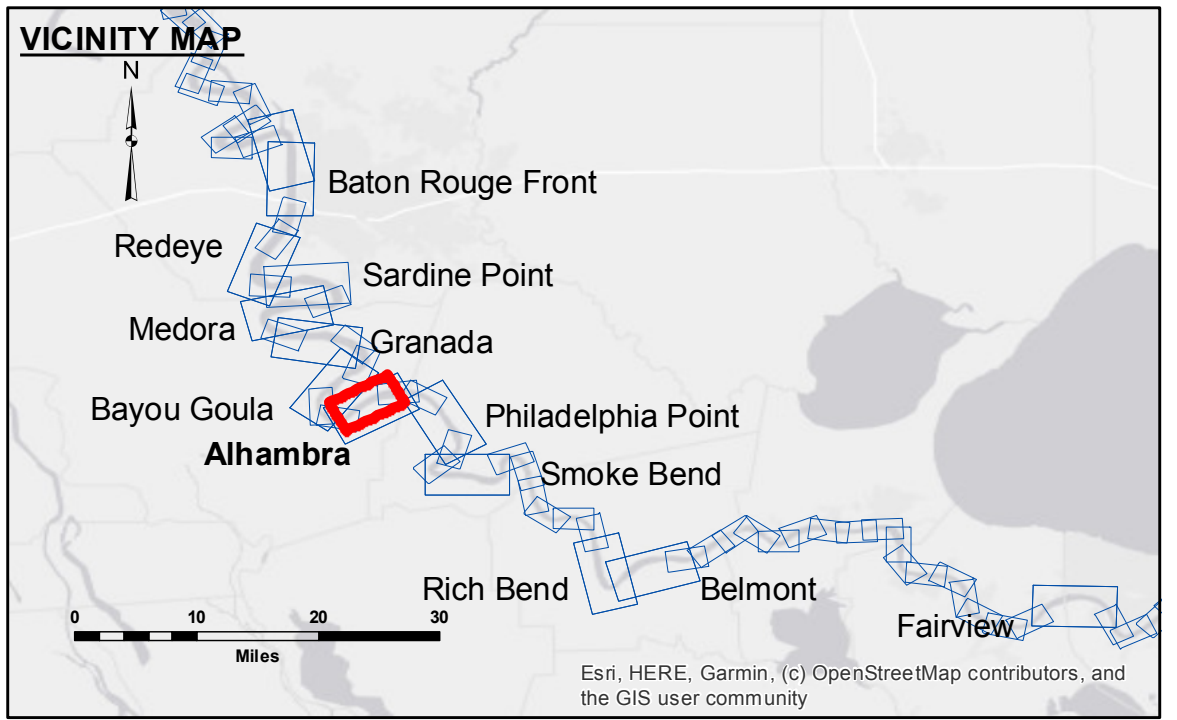 VICINITY MAP
N
Baton Rouge Front
Redeye
Sardine Point
Medora
Granada
Bayou Goula
Philadelphia Point
Alhambra
Smoke Bend
Rich Bend
Belmont
Fairview
0 10 20 30
Miles
Esri, HERE, Garmin, (c) OpenStreetMap contributors, and
the GIS user community